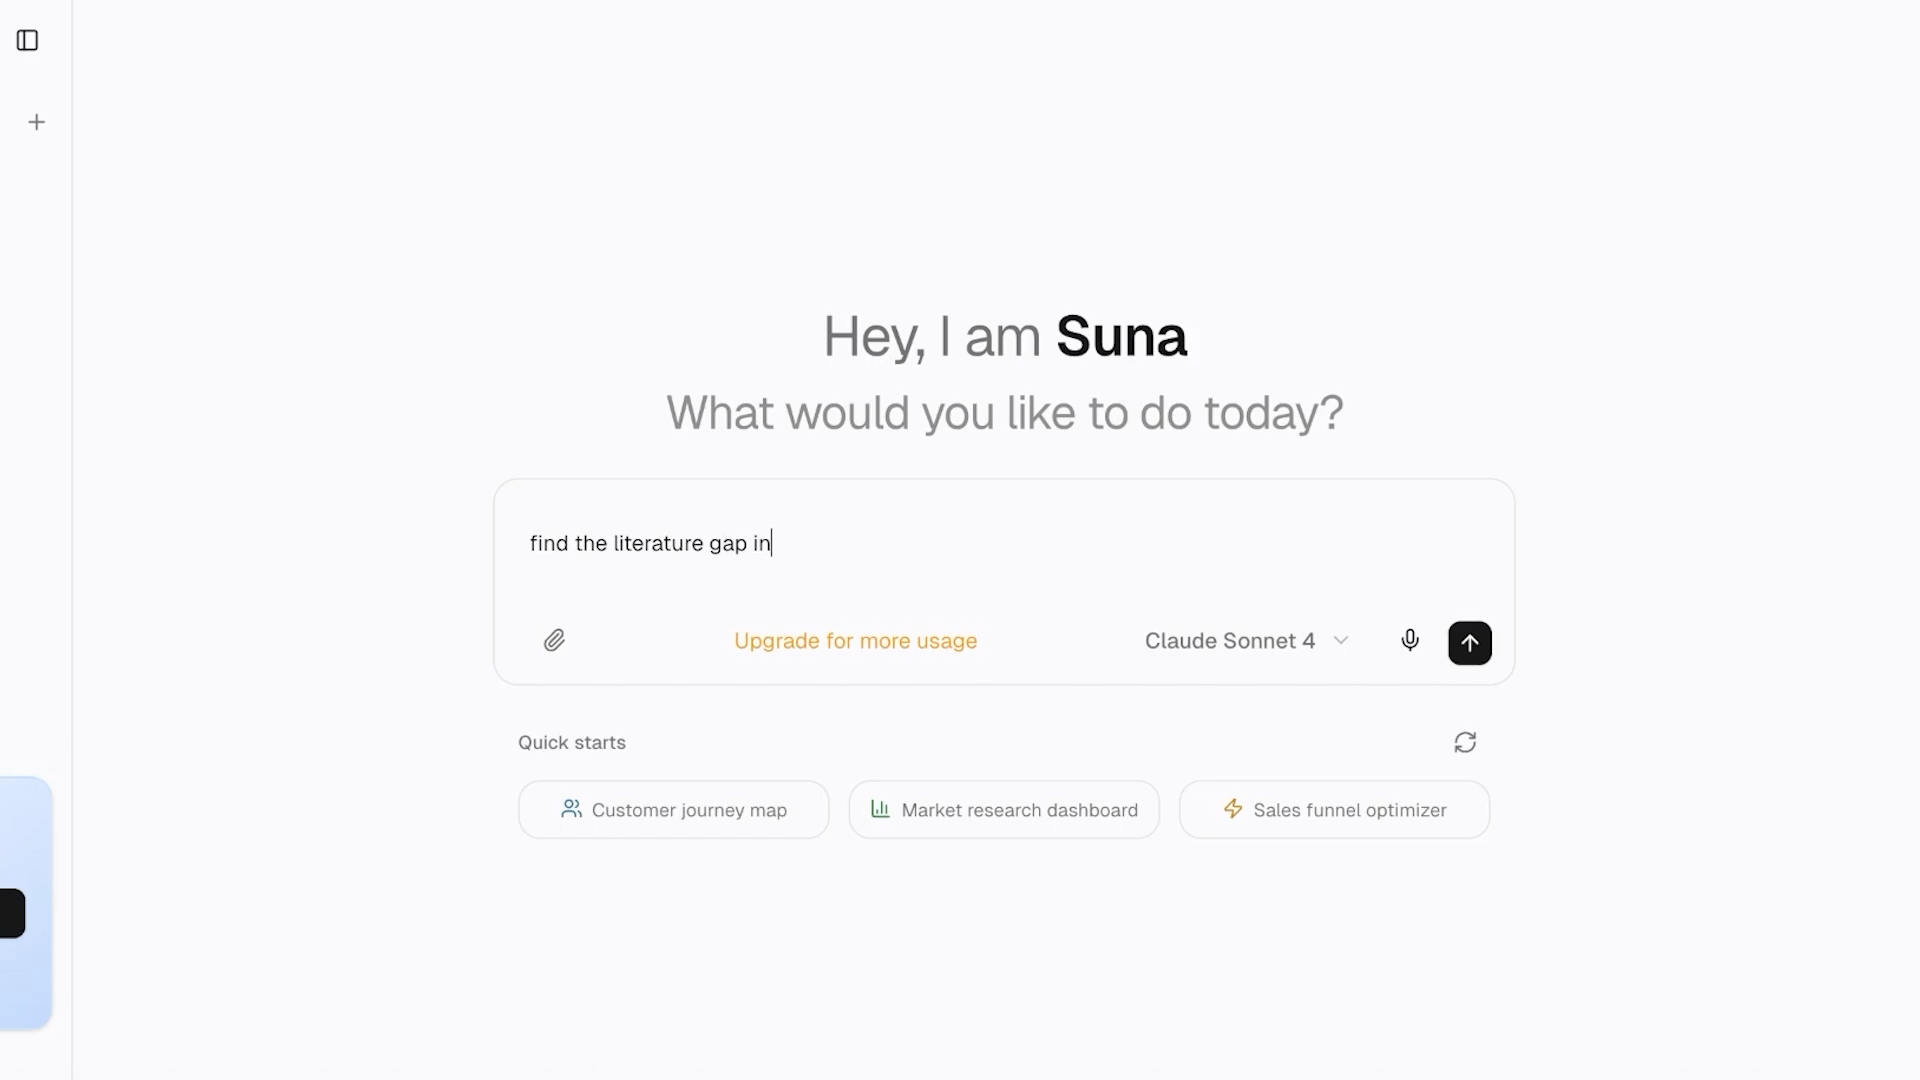 Hey, I am Suna
What would you like to do today?
find the literature gap in
Upgrade for more usage
Claude Sonnet 4
Quick starts
Customer journey map
Market research dashboard
Sales funnel optimizer